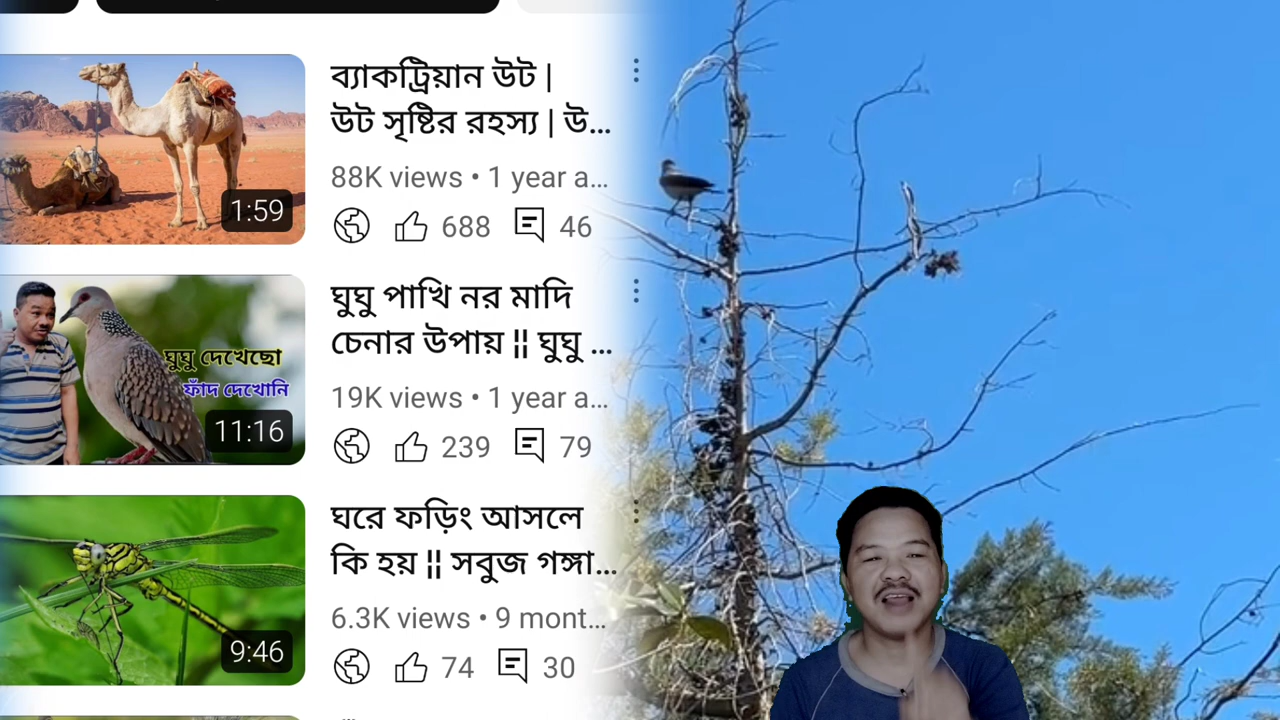 ব্যাকট্রিয়ান উট |
উট সৃষ্টির রহস্য | উ...
88K views • 1 year a...
688 46
1:59
ঘুঘু পাখি নর মাদি
চেনার উপায় ¦¦ ঘুঘু ...
19K views • 1 year a...
239 79
ঘুঘু দেখেছো
ফাঁদ দেখোনি
11:16
ঘরে ফড়িং আসলে
কি হয় ¦¦ সবুজ গঙ্গা...
6.3K views • 9 mont...
74 30
9:46